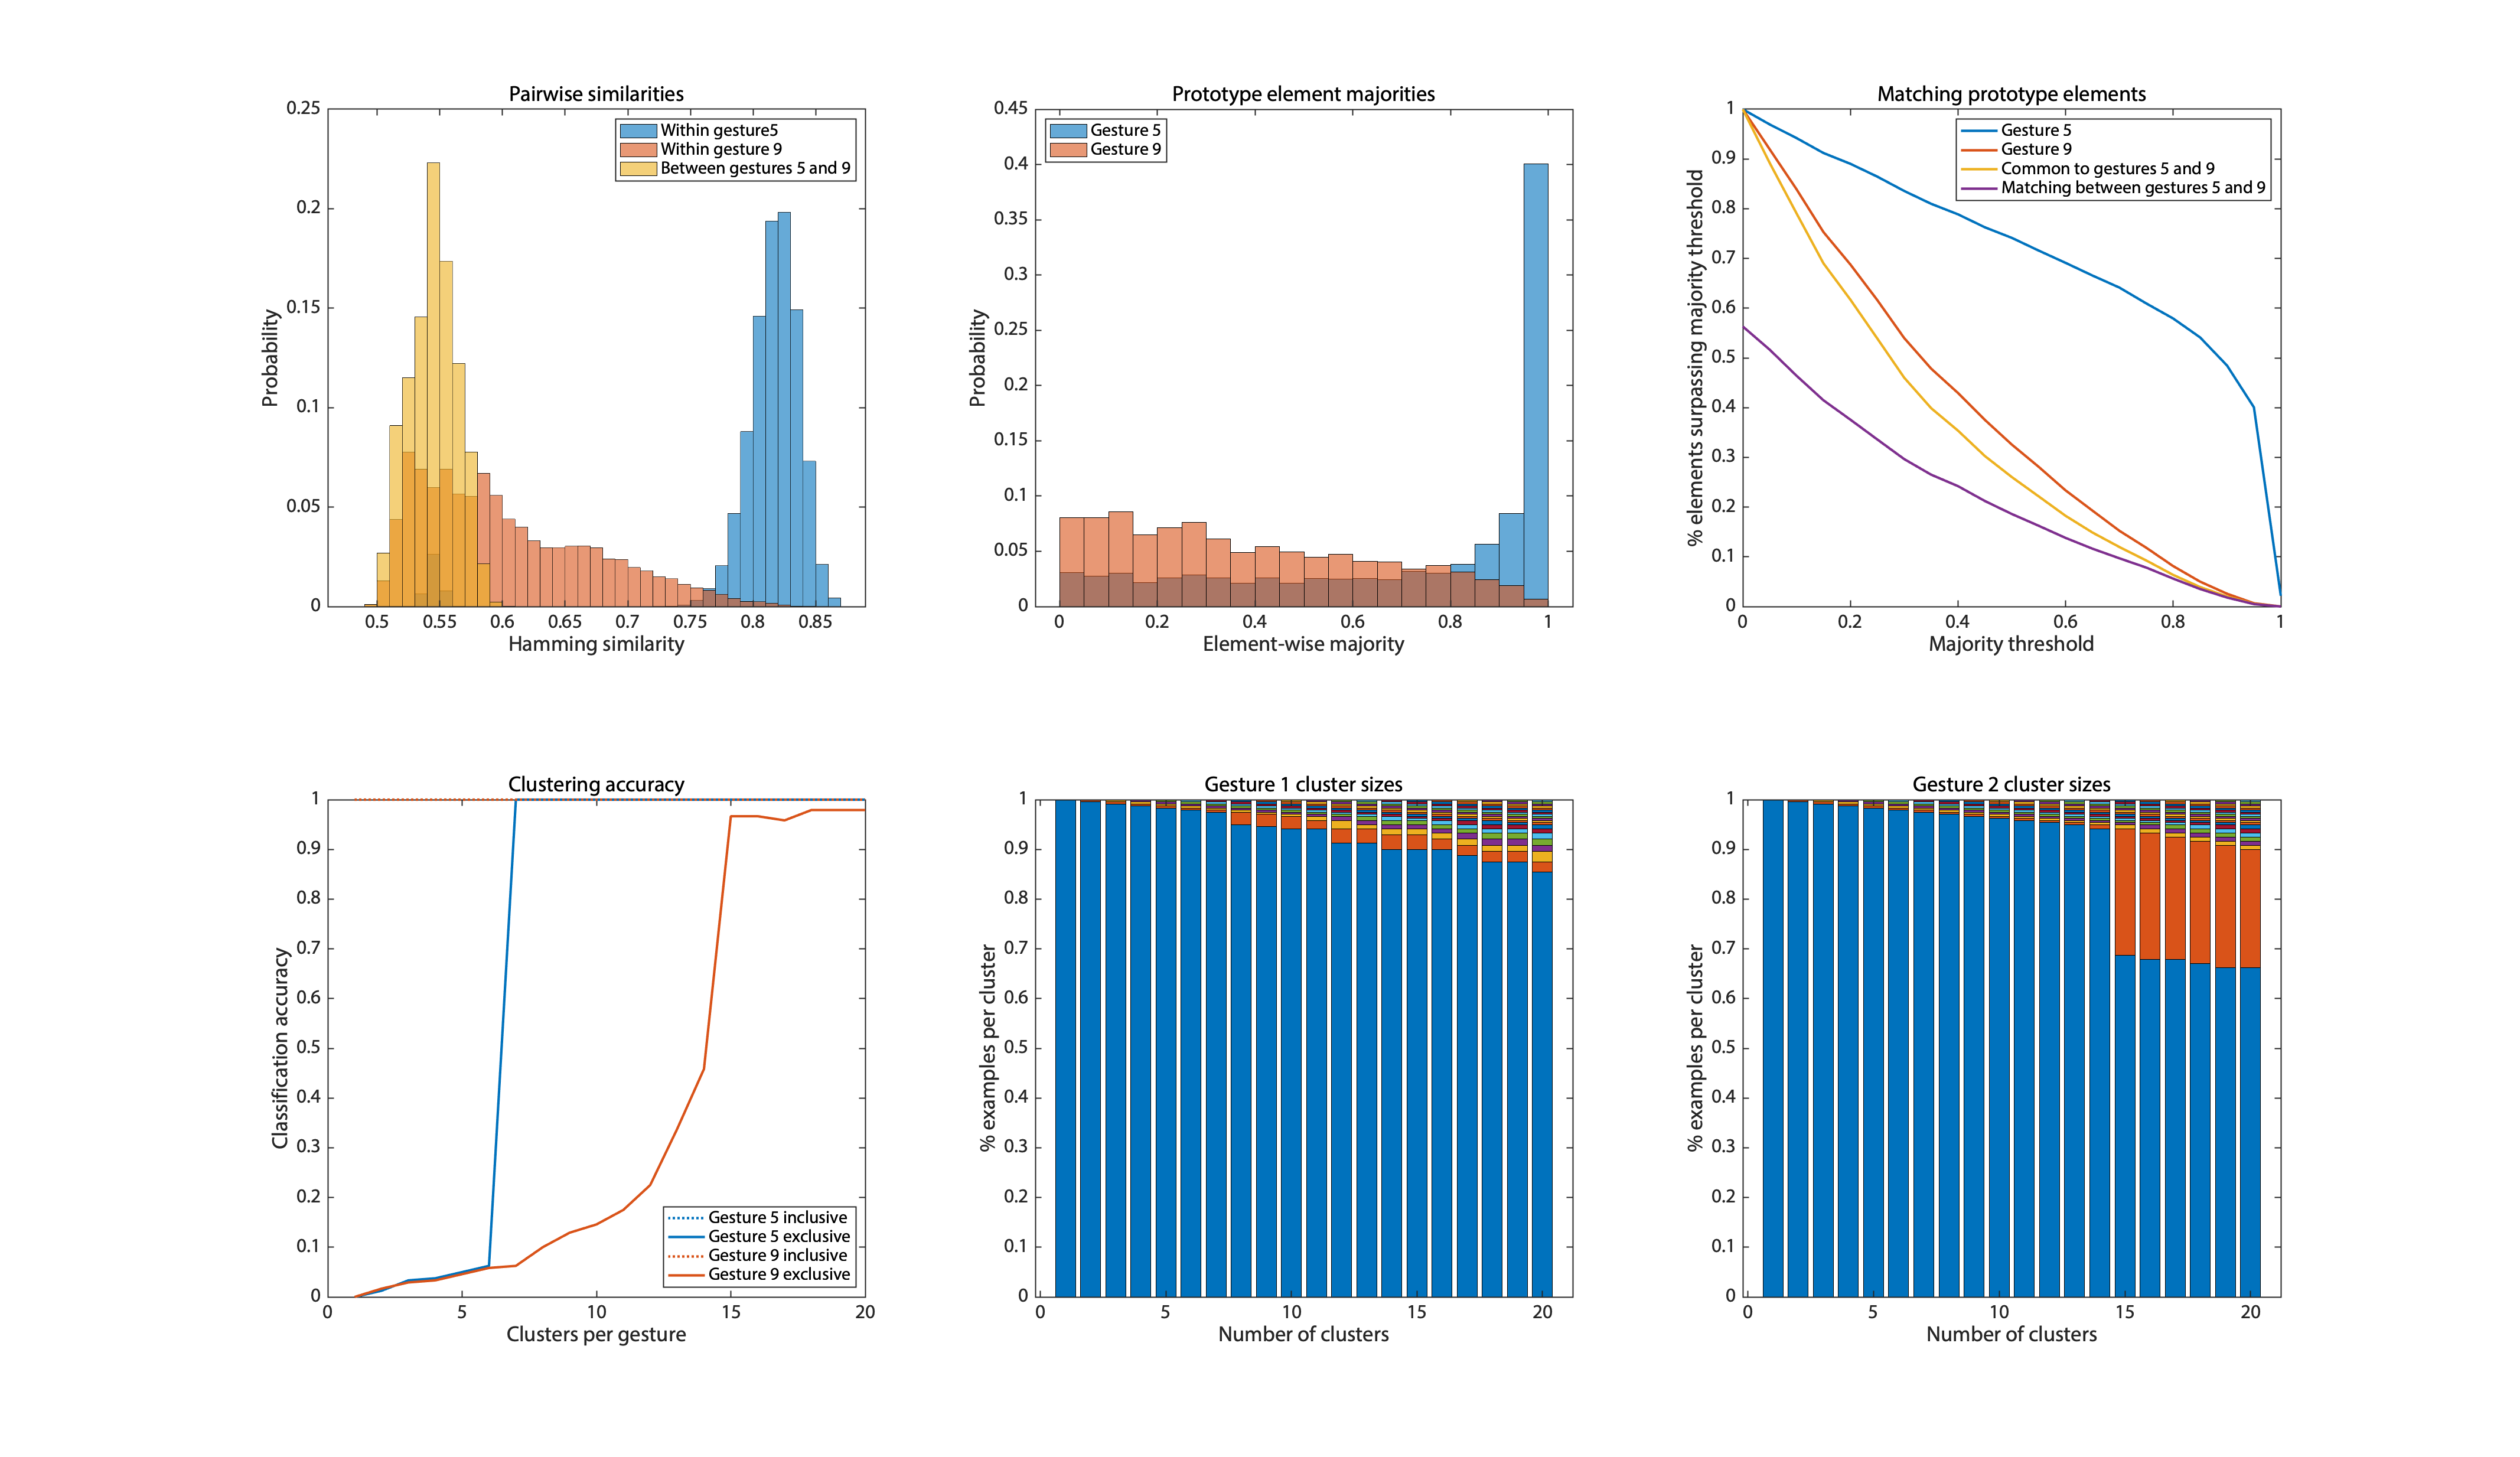 Pairwise similarities
0.25
0.2
0.15
0.1
0.05
0
Probability
Within gesture5
Within gesture 9
Between gestures 5 and 9
0.5 0.55 0.6 0.65 0.7 0.75 0.8 0.85
Hamming similarity
Prototype element majorities
0.45
0.4
0.35
0.3
0.25
0.2
0.15
0.1
0.05
0
Probability
Gesture 5
Gesture 9
0 0.2 0.4 0.6 0.8 1
Element-wise majority
Matching prototype elements
1
0.9
0.8
0.7
0.6
0.5
0.4
0.3
0.2
0.1
0
% elements surpassing majority threshold
Gesture 5
Gesture 9
Common to gestures 5 and 9
Matching between gestures 5 and 9
0 0.2 0.4 0.6 0.8 1
Majority threshold
Clustering accuracy
1
0.9
0.8
0.7
0.6
0.5
0.4
0.3
0.2
0.1
0
Classification accuracy
Gesture 5 inclusive
Gesture 5 exclusive
Gesture 9 inclusive
Gesture 9 exclusive
0 5 10 15 20
Clusters per gesture
Gesture 1 cluster sizes
1
0.9
0.8
0.7
0.6
0.5
0.4
0.3
0.2
0.1
0
% examples per cluster
0 5 10 15 20
Number of clusters
Gesture 2 cluster sizes
1
0.9
0.8
0.7
0.6
0.5
0.4
0.3
0.2
0.1
0
% examples per cluster
0 5 10 15 20
Number of clusters